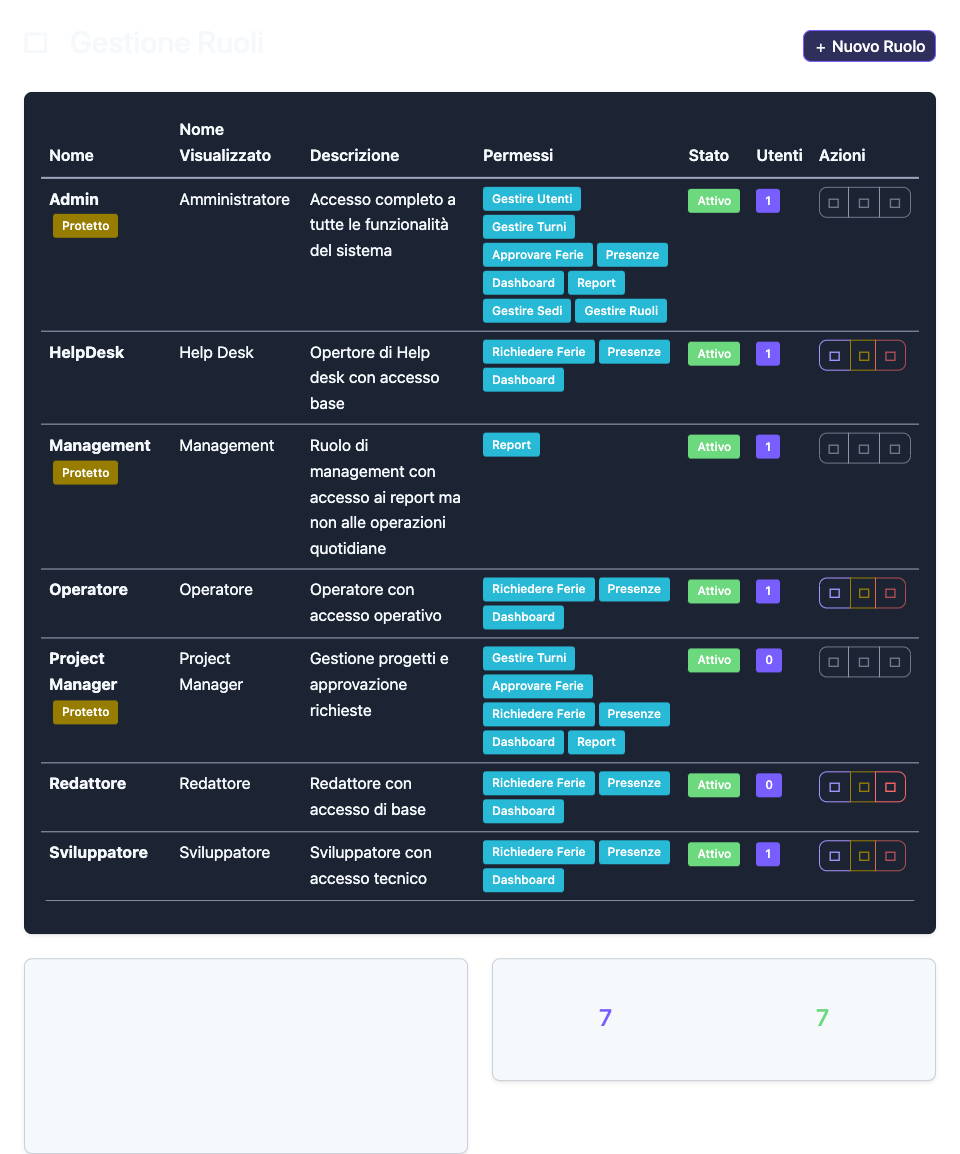 Gestione Ruoli
+ Nuovo Ruolo
Nome
Nome Visualizzato
Descrizione
Permessi
Stato
Utenti
Azioni
Admin
Protetto
Amministratore
Accesso completo a
tutte le funzionalità
del sistema
Gestire Utenti
Gestire Turni
Approvare Ferie Presenze
Dashboard Report
Gestire Sedi Gestire Ruoli
Attivo
1
HelpDesk
Help Desk
Opertore di Help
desk con accesso
base
Richiedere Ferie Presenze
Dashboard
Attivo
1
Management
Protetto
Management
Ruolo di
management con
accesso ai report ma
non alle operazioni
quotidiane
Report
Attivo
1
Operatore
Operatore
Operatore con
accesso operativo
Richiedere Ferie Presenze
Dashboard
Attivo
1
Project
Manager
Protetto
Project
Manager
Gestione progetti e
approvazione
richieste
Gestire Turni
Approvare Ferie
Richiedere Ferie Presenze
Dashboard Report
Attivo
0
Redattore
Redattore
Redattore con
accesso di base
Richiedere Ferie Presenze
Dashboard
Attivo
0
Sviluppatore
Sviluppatore
Sviluppatore con
accesso tecnico
Richiedere Ferie Presenze
Dashboard
Attivo
1
7
7